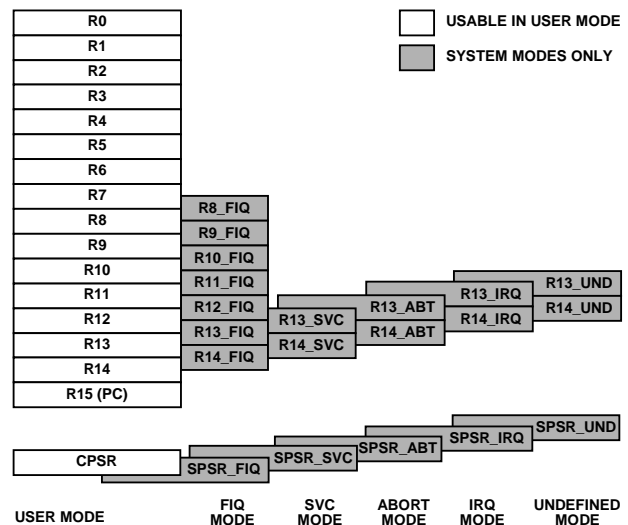 USABLE IN USER MODE
SYSTEM MODES ONLY
R0
R1
R2
R3
R4
R5
R6
R7
R8
R9
R10
R11
R12
R13
R14
R15 (PC)
R8_FIQ
R9_FIQ
R10_FIQ
R11_FIQ
R12_FIQ
R13_FIQ
R14_FIQ
R13_SVC
R14_SVC
R13_ABT
R14_ABT
R13_IRQ
R14_IRQ
R13_UND
R14_UND
CPSR
SPSR_FIQ
SPSR_SVC
SPSR_ABT
SPSR_IRQ
SPSR_UND
USER MODE
FIQ
MODE
SVC
MODE
ABORT
MODE
IRQ
MODE
UNDEFINED
MODE